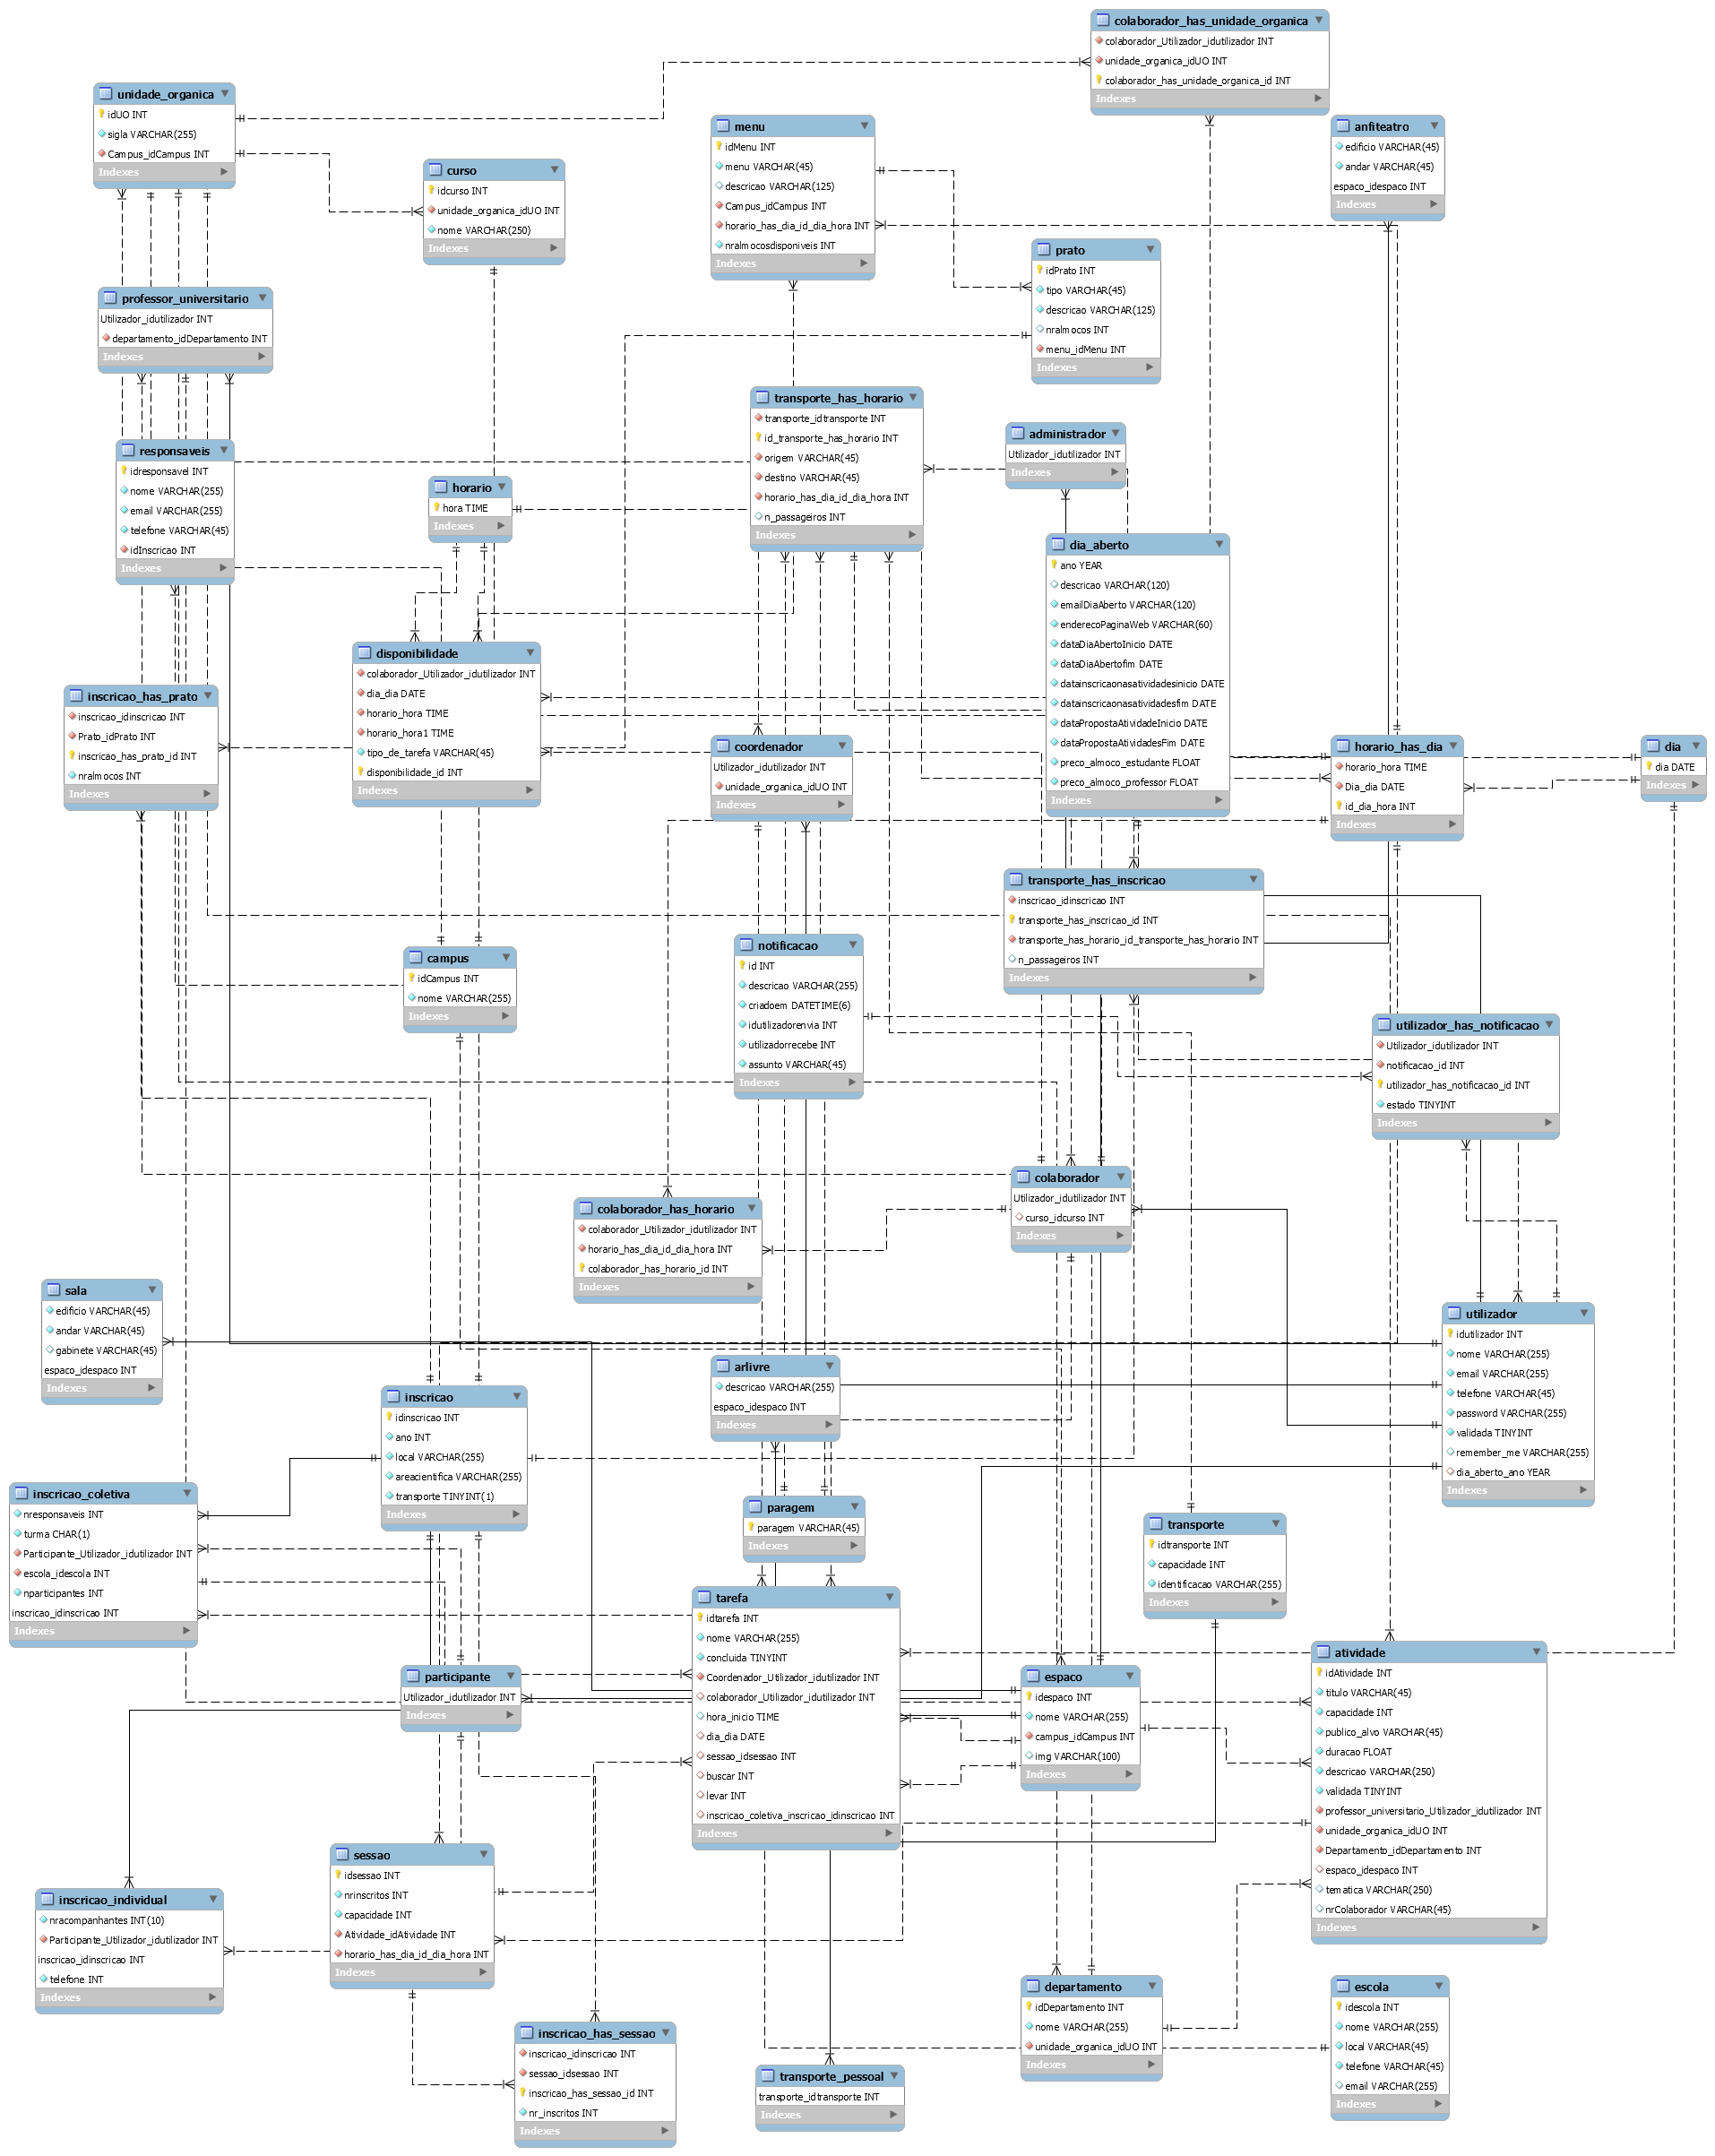 colaborador_has_unidade_organica
colaborador_Utilizador_idutilizador INT
unidade_organica_idUO INT
colaborador_has_unidade_organica_id INT
Indexes
unidade_organica
idUO INT
sigla VARCHAR(255)
Campus_idCampus INT
Indexes
menu
idMenu INT
menu VARCHAR(45)
descricao VARCHAR(125)
Campus_idCampus INT
horario_has_dia_id_dia_hora INT
nralmocosdisponiveis INT
Indexes
anfiteatro
edificio VARCHAR(45)
andar VARCHAR(45)
espaco_idespaco INT
Indexes
curso
idcurso INT
unidade_organica_idUO INT
nome VARCHAR(250)
Indexes
prato
idPrato INT
tipo VARCHAR(45)
descricao VARCHAR(125)
nralmocos INT
menu_idMenu INT
Indexes
professor_universitario
Utilizador_idutilizador INT
departamento_idDepartamento INT
Indexes
transporte_has_horario
transporte_idtransporte INT
id_transporte_has_horario INT
origem VARCHAR(45)
destino VARCHAR(45)
horario_has_dia_id_dia_hora INT
n_passageiros INT
Indexes
administrador
Utilizador_idutilizador INT
Indexes
responsaveis
idresponsavel INT
nome VARCHAR(255)
email VARCHAR(255)
telefone VARCHAR(45)
idInscricao INT
Indexes
horario
hora TIME
Indexes
dia_aberto
ano YEAR
descricao VARCHAR(120)
emailDiaAberto VARCHAR(120)
enderecoPaginaWeb VARCHAR(60)
dataDiaAbertoInicio DATE
dataDiaAbertofim DATE
datainscricaonasatividadesinicio DATE
datainscricaonasatividadesfim DATE
dataPropostaAtividadeInicio DATE
dataPropostaAtividadesFim DATE
preco_almoco_estudante FLOAT
preco_almoco_professor FLOAT
Indexes
disponibilidade
colaborador_Utilizador_idutilizador INT
dia_dia DATE
horario_hora TIME
horario_hora1 TIME
tipo_de_tarefa VARCHAR(45)
disponibilidade_id INT
Indexes
inscricao_has_prato
inscricao_idinscricao INT
Prato_idPrato INT
inscricao_has_prato_id INT
nralmocos INT
Indexes
coordenador
Utilizador_idutilizador INT
unidade_organica_idUO INT
Indexes
horario_has_dia
horario_hora TIME
Dia_dia DATE
id_dia_hora INT
Indexes
dia
dia DATE
Indexes
transporte_has_inscricao
inscricao_idinscricao INT
transporte_has_inscricao_id INT
transporte_has_horario_id_transporte_has_horario INT
n_passageiros INT
Indexes
notificacao
id INT
descricao VARCHAR(255)
criadoem DATETIME(6)
idutilizadorenvia INT
utilizadorrecebe INT
assunto VARCHAR(45)
Indexes
campus
idCampus INT
nome VARCHAR(255)
Indexes
utilizador_has_notificacao
Utilizador_idutilizador INT
notificacao_id INT
utilizador_has_notificacao_id INT
estado TINYINT
Indexes
colaborador
Utilizador_idutilizador INT
curso_idcurso INT
Indexes
colaborador_has_horario
colaborador_Utilizador_idutilizador INT
horario_has_dia_id_dia_hora INT
colaborador_has_horario_id INT
Indexes
sala
edificio VARCHAR(45)
andar VARCHAR(45)
gabinete VARCHAR(45)
espaco_idespaco INT
Indexes
utilizador
idutilizador INT
nome VARCHAR(255)
email VARCHAR(255)
telefone VARCHAR(45)
password VARCHAR(255)
validada TINYINT
remember_me VARCHAR(255)
dia_aberto_ano YEAR
Indexes
arlivre
descricao VARCHAR(255)
espaco_idespaco INT
Indexes
inscricao
idinscricao INT
ano INT
local VARCHAR(255)
areacientifica VARCHAR(255)
transporte TINYINT(1)
Indexes
inscricao_coletiva
nresponsaveis INT
turma CHAR(1)
Participante_Utilizador_idutilizador INT
escola_idescola INT
nparticipantes INT
inscricao_idinscricao INT
Indexes
paragem
paragem VARCHAR(45)
Indexes
transporte
idtransporte INT
capacidade INT
identificacao VARCHAR(255)
Indexes
tarefa
idtarefa INT
nome VARCHAR(255)
concluida TINYINT
Coordenador_Utilizador_idutilizador INT
colaborador_Utilizador_idutilizador INT
hora_inicio TIME
dia_dia DATE
sessao_idsessao INT
buscar INT
levar INT
inscricao_coletiva_inscricao_idinscricao INT
Indexes
participante
Utilizador_idutilizador INT
Indexes
espaco
idespaco INT
nome VARCHAR(255)
campus_idCampus INT
img VARCHAR(100)
Indexes
atividade
idAtividade INT
titulo VARCHAR(45)
capacidade INT
publico_alvo VARCHAR(45)
duracao FLOAT
descricao VARCHAR(250)
validada TINYINT
professor_universitario_Utilizador_idutilizador INT
unidade_organica_idUO INT
Departamento_idDepartamento INT
espaco_idespaco INT
tematica VARCHAR(250)
nrColaborador VARCHAR(45)
Indexes
sessao
idsessao INT
nrinscritos INT
capacidade INT
Atividade_idAtividade INT
horario_has_dia_id_dia_hora INT
Indexes
inscricao_individual
nracompanhantes INT(10)
Participante_Utilizador_idutilizador INT
inscricao_idinscricao INT
telefone INT
Indexes
departamento
idDepartamento INT
nome VARCHAR(255)
unidade_organica_idUO INT
Indexes
escola
idescola INT
nome VARCHAR(255)
local VARCHAR(45)
telefone VARCHAR(45)
email VARCHAR(255)
Indexes
inscricao_has_sessao
inscricao_idinscricao INT
sessao_idsessao INT
inscricao_has_sessao_id INT
nr_inscritos INT
Indexes
transporte_pessoal
transporte_idtransporte INT
Indexes